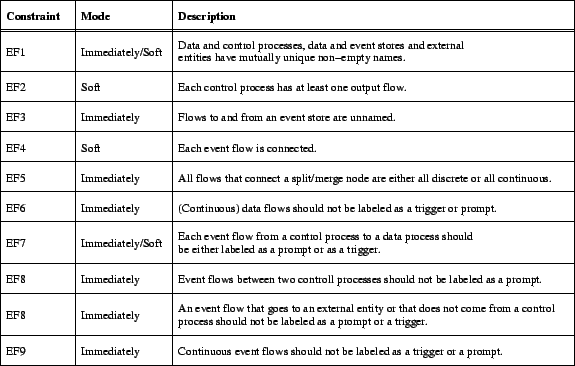 Constraint Mode Description
EF1 Immediately/Soft Data and control processes, data and event stores and external
entities have mutually unique non–empty names.
EF2 Soft Each control process has at least one output flow.
EF3 Immediately Flows to and from an event store are unnamed.
EF4 Soft Each event flow is connected.
EF5 Immediately All flows that connect a split/merge node are either all discrete or all continuous.
EF6 Immediately (Continuous) data flows should not be labeled as a trigger or prompt.
EF7 Immediately/Soft Each event flow from a control process to a data process should
be either labeled as a prompt or as a trigger.
EF8 Immediately Event flows between two controll processes should not be labeled as a prompt.
EF8 Immediately An event flow that goes to an external entity or that does not come from a control
process should not be labeled as a prompt or a trigger.
EF9 Immediately Continuous event flows should not be labeled as a trigger or a prompt.